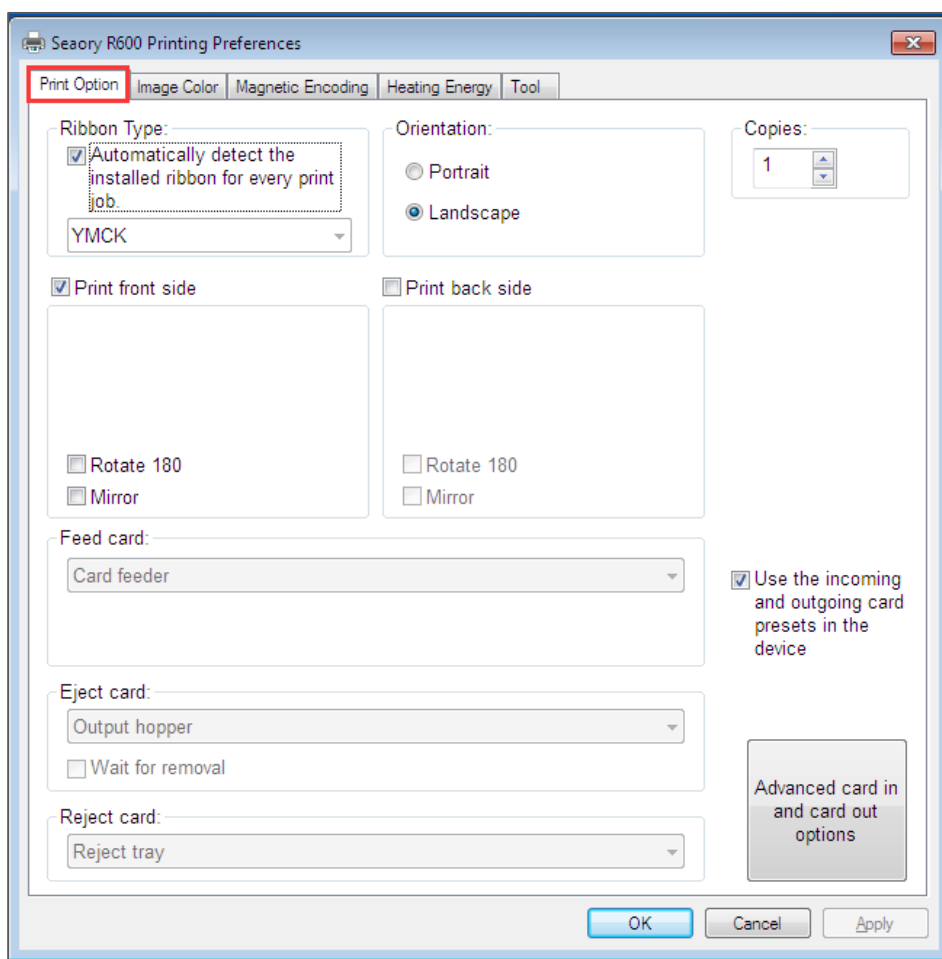 Seaory R600 Printing Preferences
Print Option Image Color Magnetic Encoding Heating Energy Tool
Ribbon Type:
Automatically detect the
installed ribbon for every print
job.
YMCK
Orientation:
Portrait
Landscape
Copies:
1
Print front side
Rotate 180
Mirror
Print back side
Rotate 180
Mirror
Feed card:
Card feeder
Use the incoming
and outgoing card
presets in the
device
Eject card:
Output hopper
Wait for removal
Reject card:
Reject tray
Advanced card in
and card out
options
OK Cancel Apply